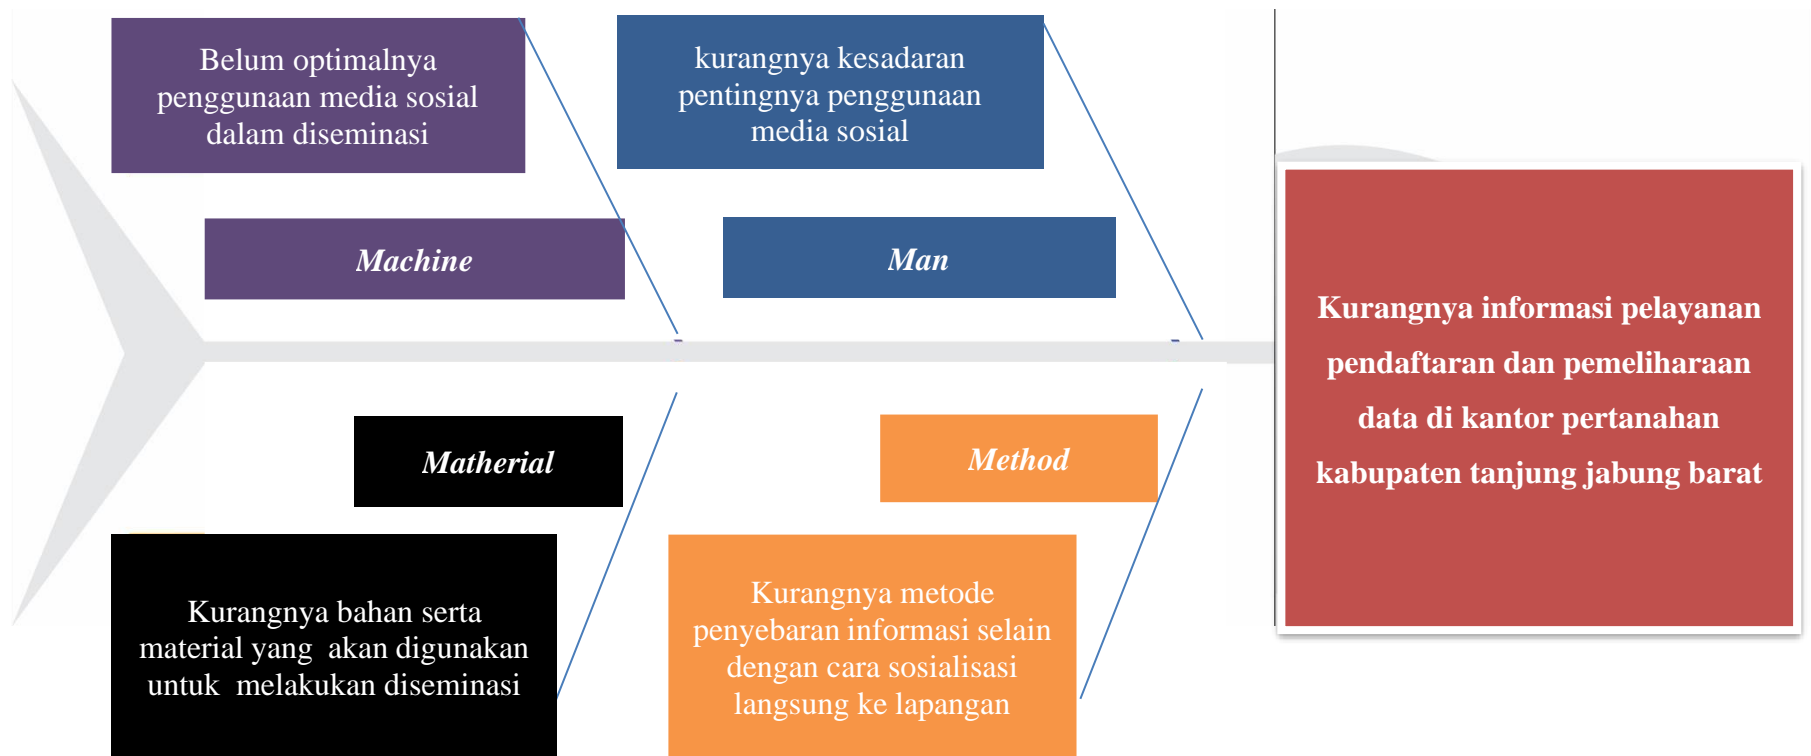 Belum optimalnya
penggunaan media sosial
dalam diseminasi
kurangnya kesadaran
pentingnya penggunaan
media sosial
Machine
Man
Kurangnya informasi pelayanan
pendaftaran dan pemeliharaan
data di kantor pertanahan
kabupaten tanjung jabung barat
Matherial
Method
Kurangnya bahan serta
material yang akan digunakan
untuk melakukan diseminasi
Kurangnya metode
penyebaran informasi selain
dengan cara sosialisasi
langsung ke lapangan